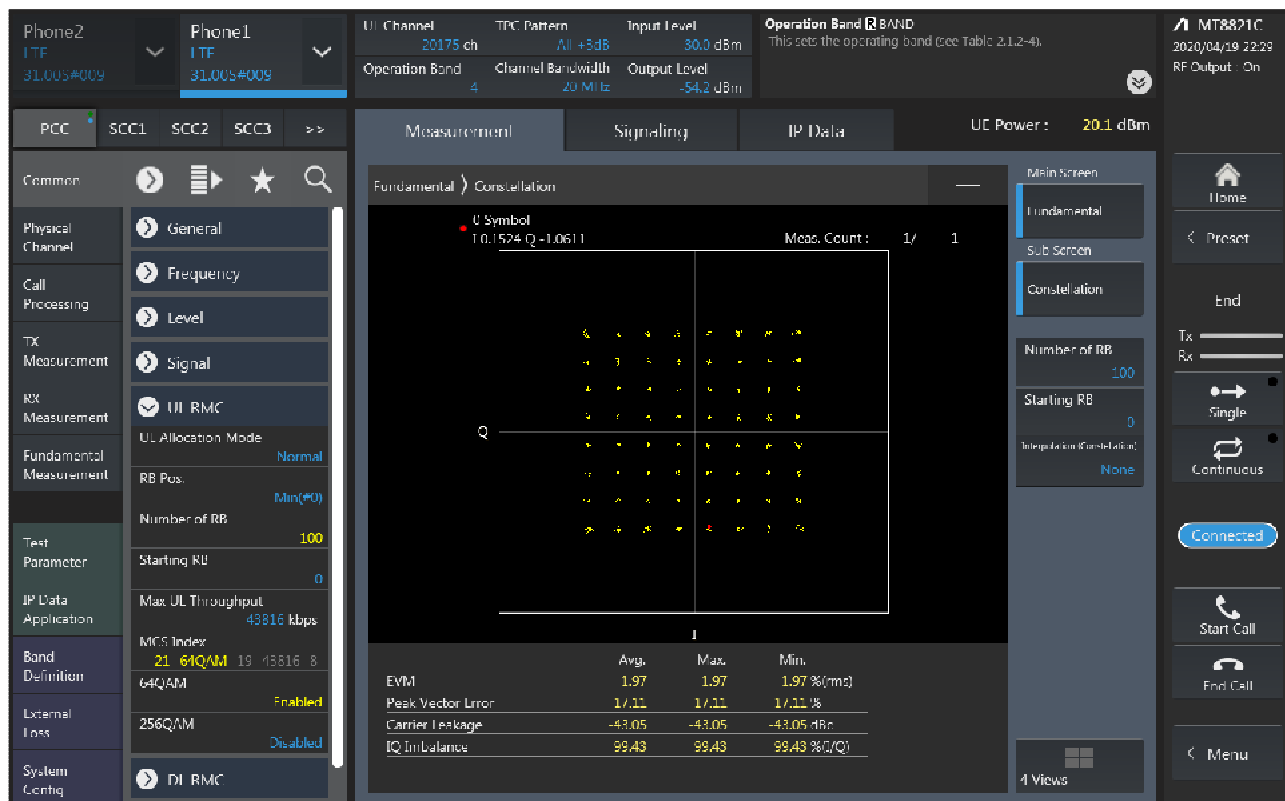 Phone2
LTE
31.005#009
Phone1
LTE
31.005#009
UL Channel
20175 ch
TPC Pattern
All +3dB
Input Level
30.0 dBm
Operation Band
4
Channel Bandwidth
20 MHz
Output Level
-54.2 dBm
Operation Band R BAND
This sets the operating band (see Table 2.1.2-4).
MT8821C
2020/04/19 22:29
RF Output : On
PCC SCC1 SCC2 SCC3 >>
Measurement
Signaling
IP Data
UE Power : 20.1 dBm
Common
Physical
Channel
Call
Processing
TX
Measurement
RX
Measurement
Fundamental
Measurement
Test
Parameter
IP Data
Application
Band
Definition
External
Loss
System
Config
General
Frequency
Level
Signal
UL RMC
UL Allocation Mode
Normal
RB Pos.
Min(#0)
Number of RB
100
Starting RB
0
Max UL Throughput
43816 kbps
MCS Index
21 64QAM 19 43816 8
64QAM
Enabled
256QAM
Disabled
DL RMC
Fundamental ⟩ Constellation
0 Symbol
I 0.1524 Q -1.0611
Meas. Count : 1/ 1
Q
I
Avg. Max. Min.
EVM 1.97 1.97 1.97 %(rms)
Peak Vector Error 17.11 17.11 17.11 %
Carrier Leakage -43.05 -43.05 -43.05 dBc
IQ Imbalance 99.43 99.43 99.43 %(I/Q)
Main Screen
Fundamental
Sub Screen
Constellation
Number of RB
100
Starting RB
0
Interpolation (Constellation)
None
4 Views
Home
< Preset
End
Tx
Rx
Single
Continuous
Connected
Start Call
End Call
< Menu